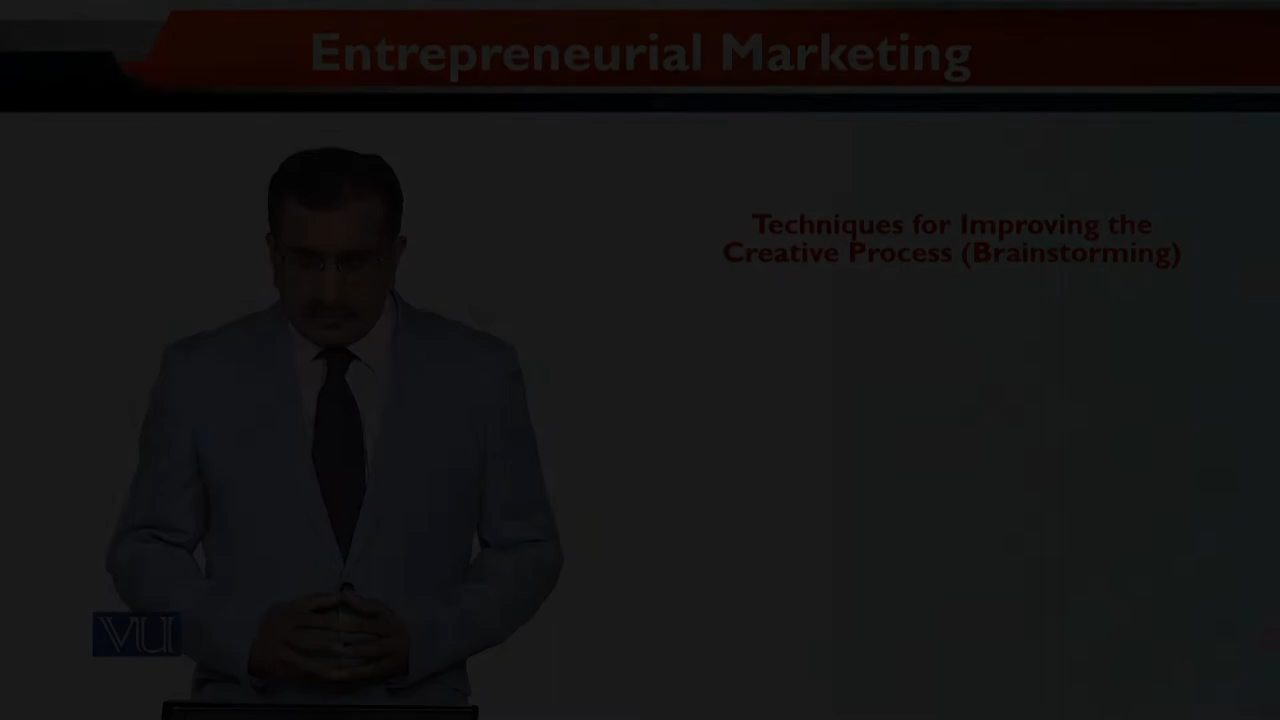 Entrepreneurial Marketing
Techniques for Improving the
Creative Process (Brainstorming)
VU